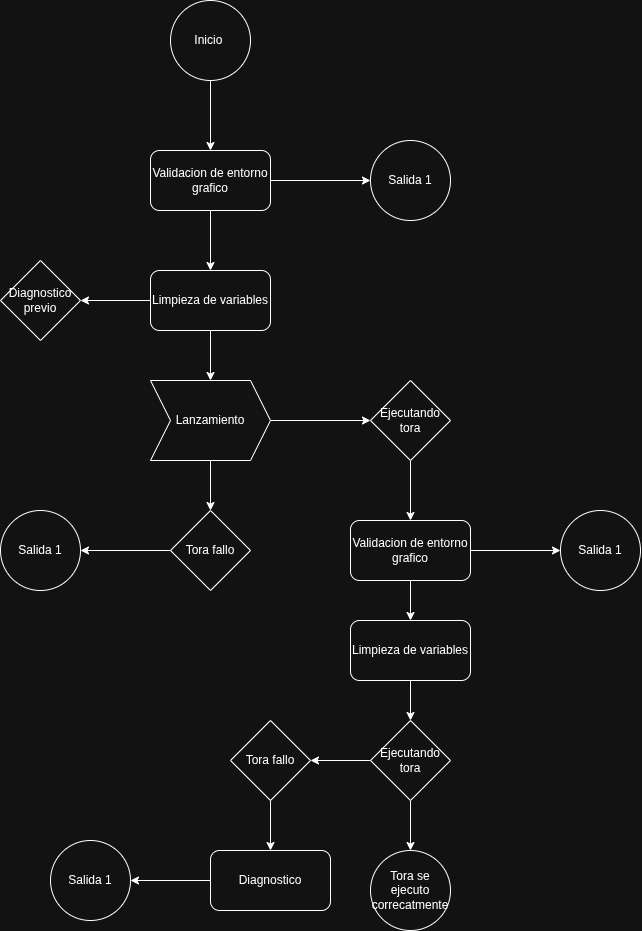 Inicio
Validacion de entorno
grafico
Salida 1
Diagnostico
previo
Limpieza de variables
Lanzamiento
Ejecutando
tora
Salida 1
Tora fallo
Validacion de entorno
grafico
Salida 1
Limpieza de variables
Tora fallo
Ejecutando
tora
Salida 1
Diagnostico
Tora se
ejecuto
correcatmente